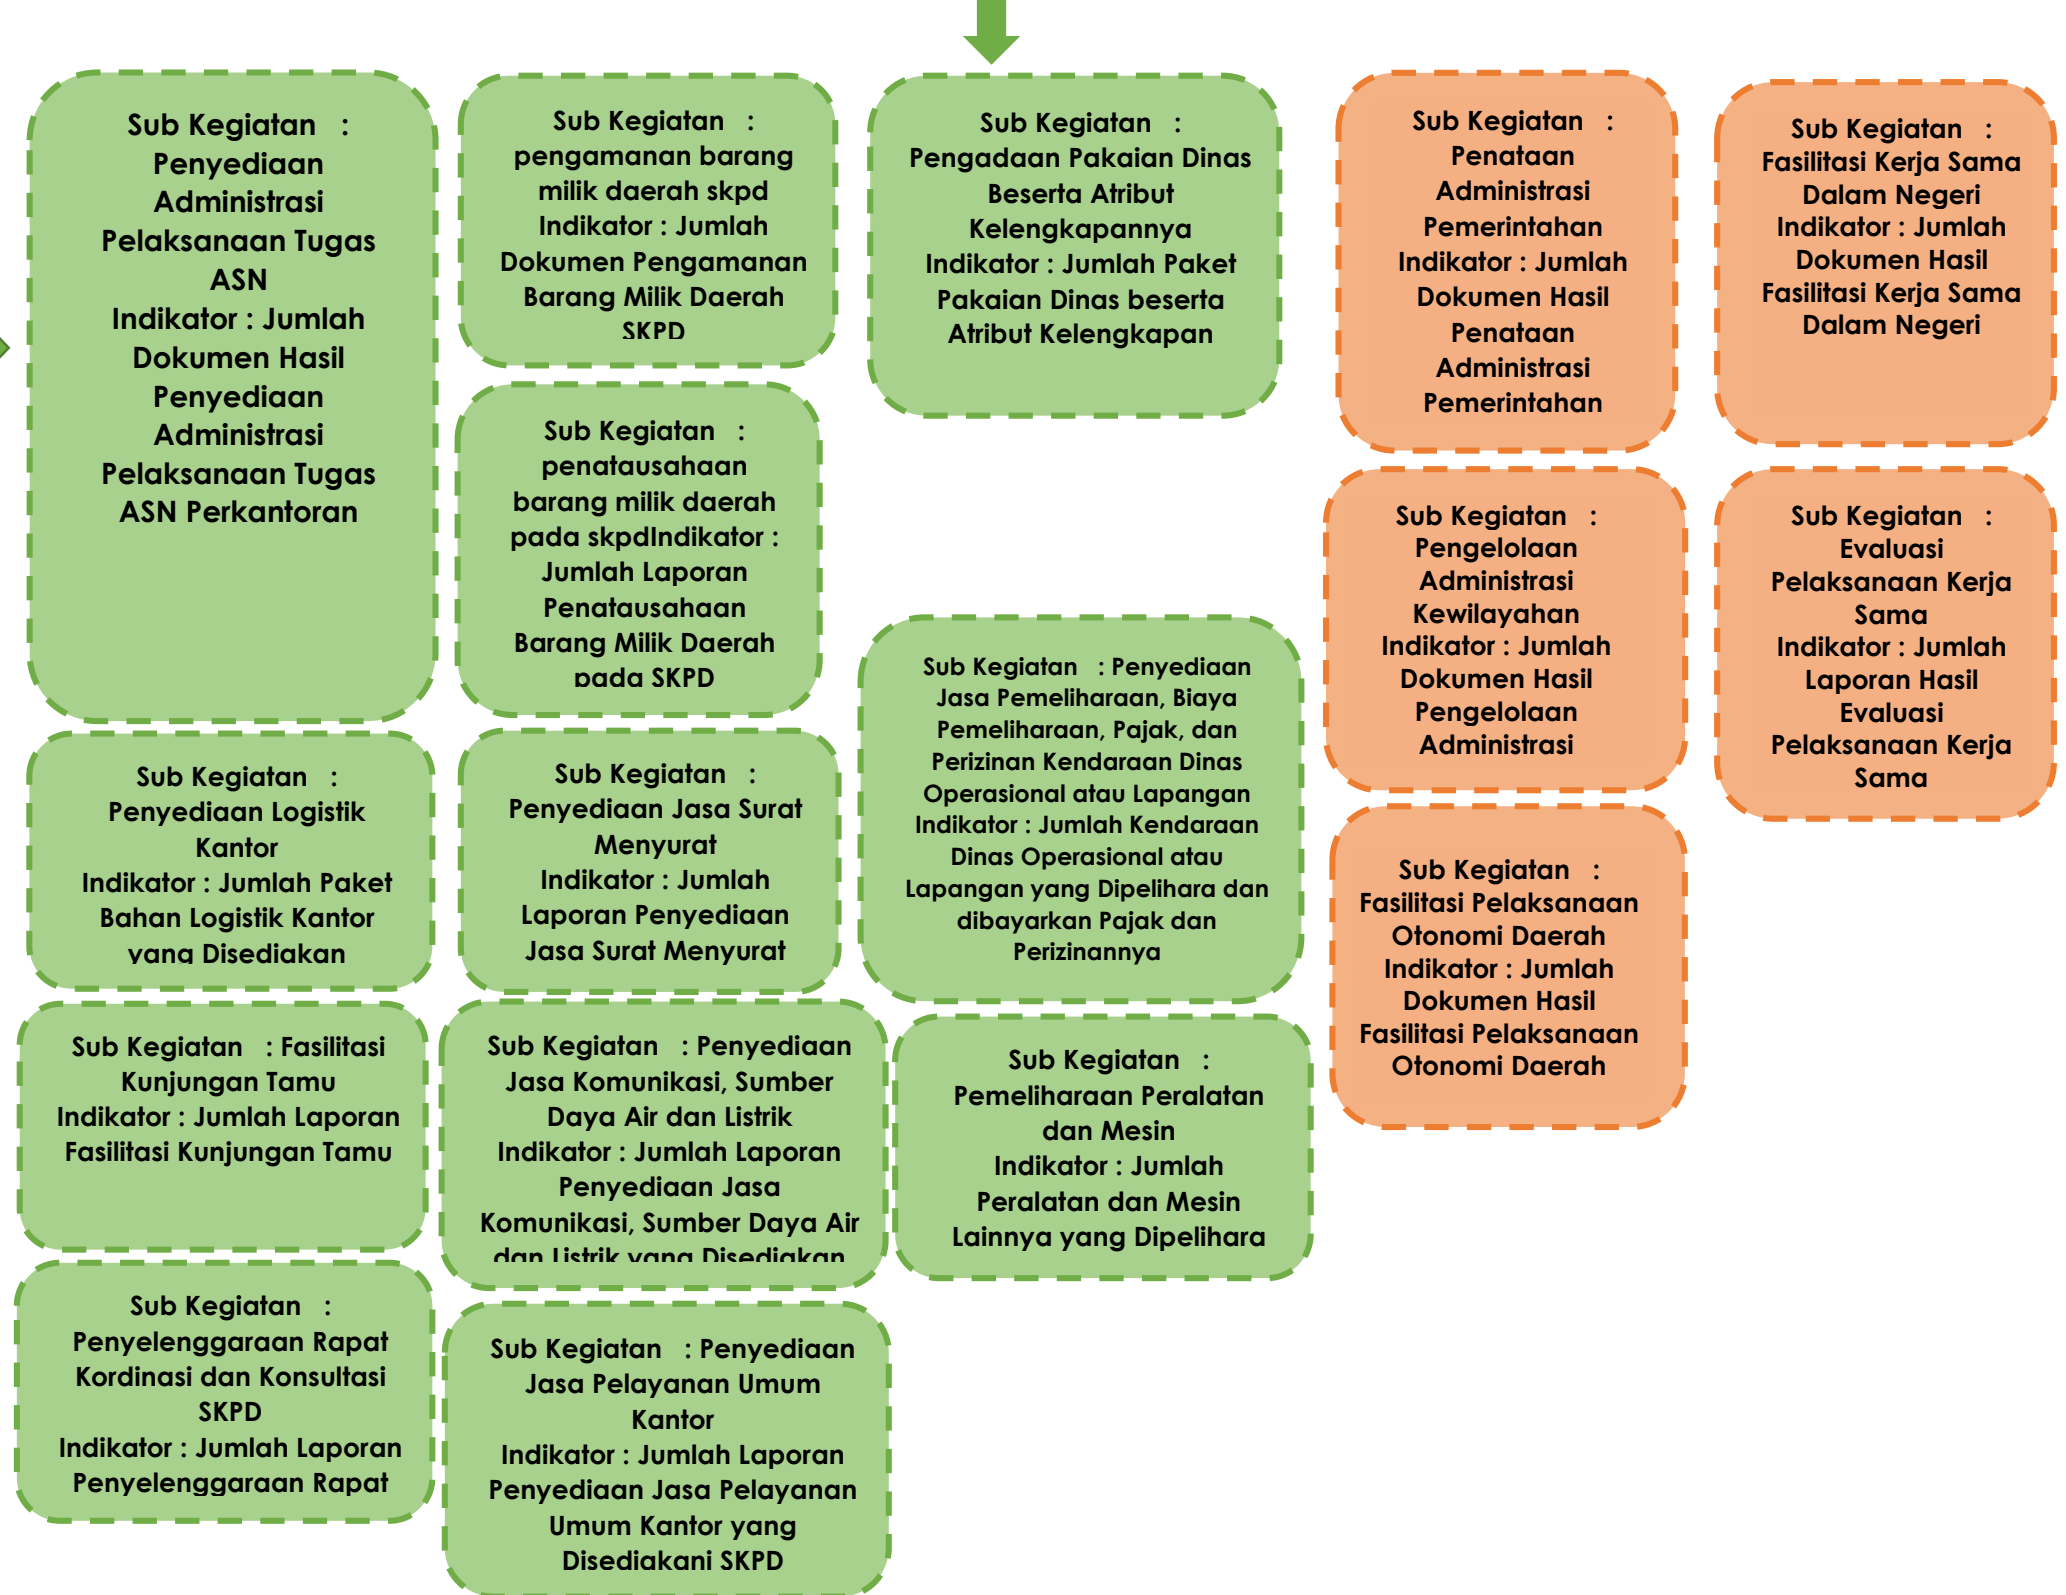 Sub Kegiatan :
Penyediaan
Administrasi
Pelaksanaan Tugas
ASN
Indikator : Jumlah
Dokumen Hasil
Penyediaan
Administrasi
Pelaksanaan Tugas
ASN Perkantoran
Sub Kegiatan :
Penyediaan Logistik
Kantor
Indikator : Jumlah Paket
Bahan Logistik Kantor
yang Disediakan
Sub Kegiatan : Fasilitasi
Kunjungan Tamu
Indikator : Jumlah Laporan
Fasilitasi Kunjungan Tamu
Sub Kegiatan :
Penyelenggaraan Rapat
Kordinasi dan Konsultasi
SKPD
Indikator : Jumlah Laporan
Penyelenggaraan Rapat
Sub Kegiatan :
pengamanan barang
milik daerah skpd
Indikator : Jumlah
Dokumen Pengamanan
Barang Milik Daerah
SKPD
Sub Kegiatan :
penatausahaan
barang milik daerah
pada skpdIndikator :
Jumlah Laporan
Penatausahaan
Barang Milik Daerah
pada SKPD
Sub Kegiatan :
Penyediaan Jasa Surat
Menyurat
Indikator : Jumlah
Laporan Penyediaan
Jasa Surat Menyurat
Sub Kegiatan : Penyediaan
Jasa Komunikasi, Sumber
Daya Air dan Listrik
Indikator : Jumlah Laporan
Penyediaan Jasa
Komunikasi, Sumber Daya Air
dan Listrik yang Disediakan
Sub Kegiatan : Penyediaan
Jasa Pelayanan Umum
Kantor
Indikator : Jumlah Laporan
Penyediaan Jasa Pelayanan
Umum Kantor yang
Disediakani SKPD
Sub Kegiatan :
Pengadaan Pakaian Dinas
Beserta Atribut
Kelengkapannya
Indikator : Jumlah Paket
Pakaian Dinas beserta
Atribut Kelengkapan
Sub Kegiatan : Penyediaan
Jasa Pemeliharaan, Biaya
Pemeliharaan, Pajak, dan
Perizinan Kendaraan Dinas
Operasional atau Lapangan
Indikator : Jumlah Kendaraan
Dinas Operasional atau
Lapangan yang Dipelihara dan
dibayarkan Pajak dan
Perizinannya
Sub Kegiatan :
Pemeliharaan Peralatan
dan Mesin
Indikator : Jumlah
Peralatan dan Mesin
Lainnya yang Dipelihara
Sub Kegiatan :
Penataan
Administrasi
Pemerintahan
Indikator : Jumlah
Dokumen Hasil
Penataan
Administrasi
Pemerintahan
Sub Kegiatan :
Pengelolaan
Administrasi
Kewilayahan
Indikator : Jumlah
Dokumen Hasil
Pengelolaan
Administrasi
Sub Kegiatan :
Fasilitasi Pelaksanaan
Otonomi Daerah
Indikator : Jumlah
Dokumen Hasil
Fasilitasi Pelaksanaan
Otonomi Daerah
Sub Kegiatan :
Fasilitasi Kerja Sama
Dalam Negeri
Indikator : Jumlah
Dokumen Hasil
Fasilitasi Kerja Sama
Dalam Negeri
Sub Kegiatan :
Evaluasi
Pelaksanaan Kerja
Sama
Indikator : Jumlah
Laporan Hasil
Evaluasi
Pelaksanaan Kerja
Sama